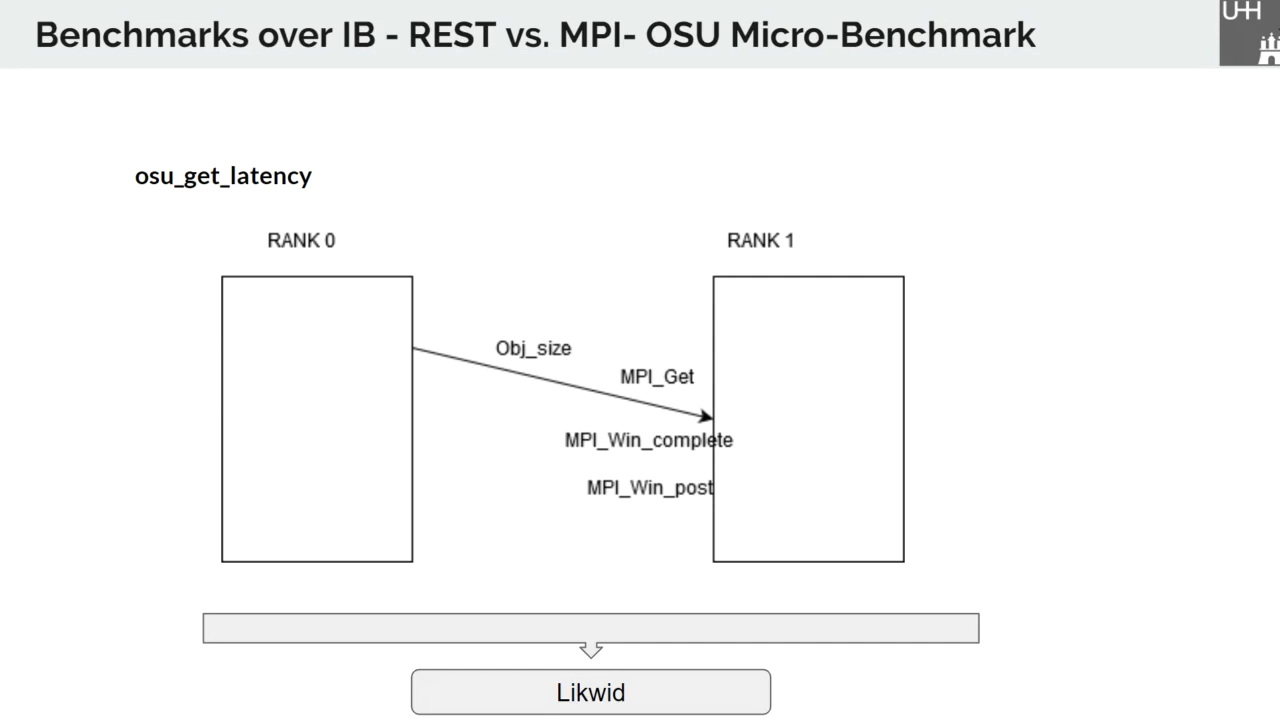 Benchmarks over IB - REST vs. MPI- OSU Micro-Benchmark
UHH
osu_get_latency
RANK 0
RANK 1
Obj_size
MPI_Get
MPI_Win_complete
MPI_Win_post
Likwid